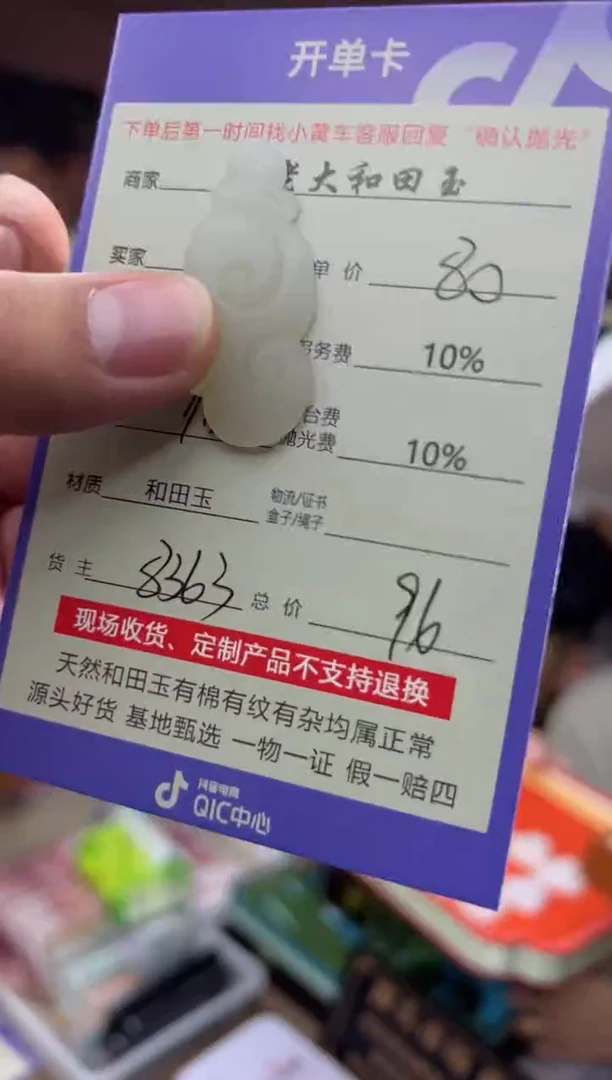 开单卡
下单后第一时间找小黄车客服回复“确认抛光”
商家 老大和田玉
买家
单价 80
务费 10%
台费
抛光费 10%
材质 和田玉
物流/证书
盒子/绳子
货主 8363
总价 96
现场收货、定制产品不支持退换
天然和田玉有棉有纹有杂均属正常
源头好货 基地甄选 一物一证 假一赔四
抖音电商
QIC中心